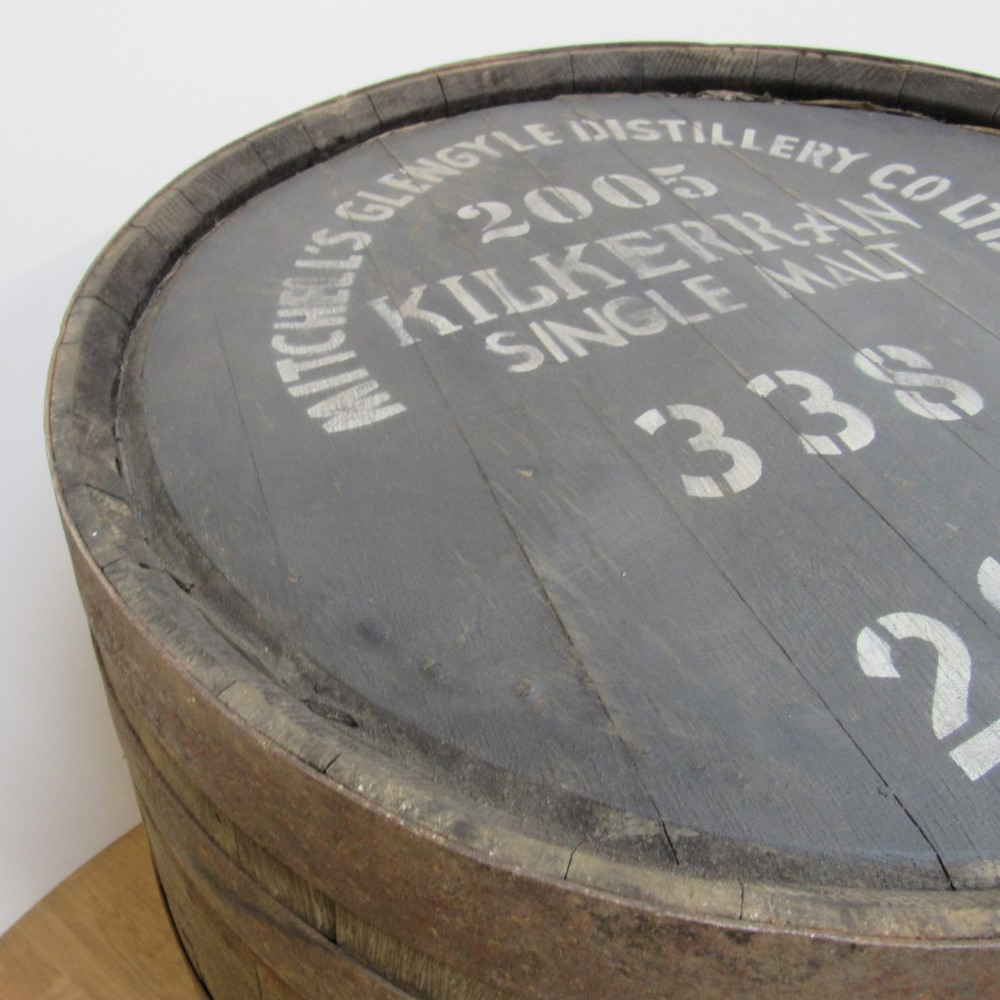 MITCHELL'S GLENGYLE DISTILLERY CO LTD
2005
KILKERRAN
SINGLE MALT
338
2